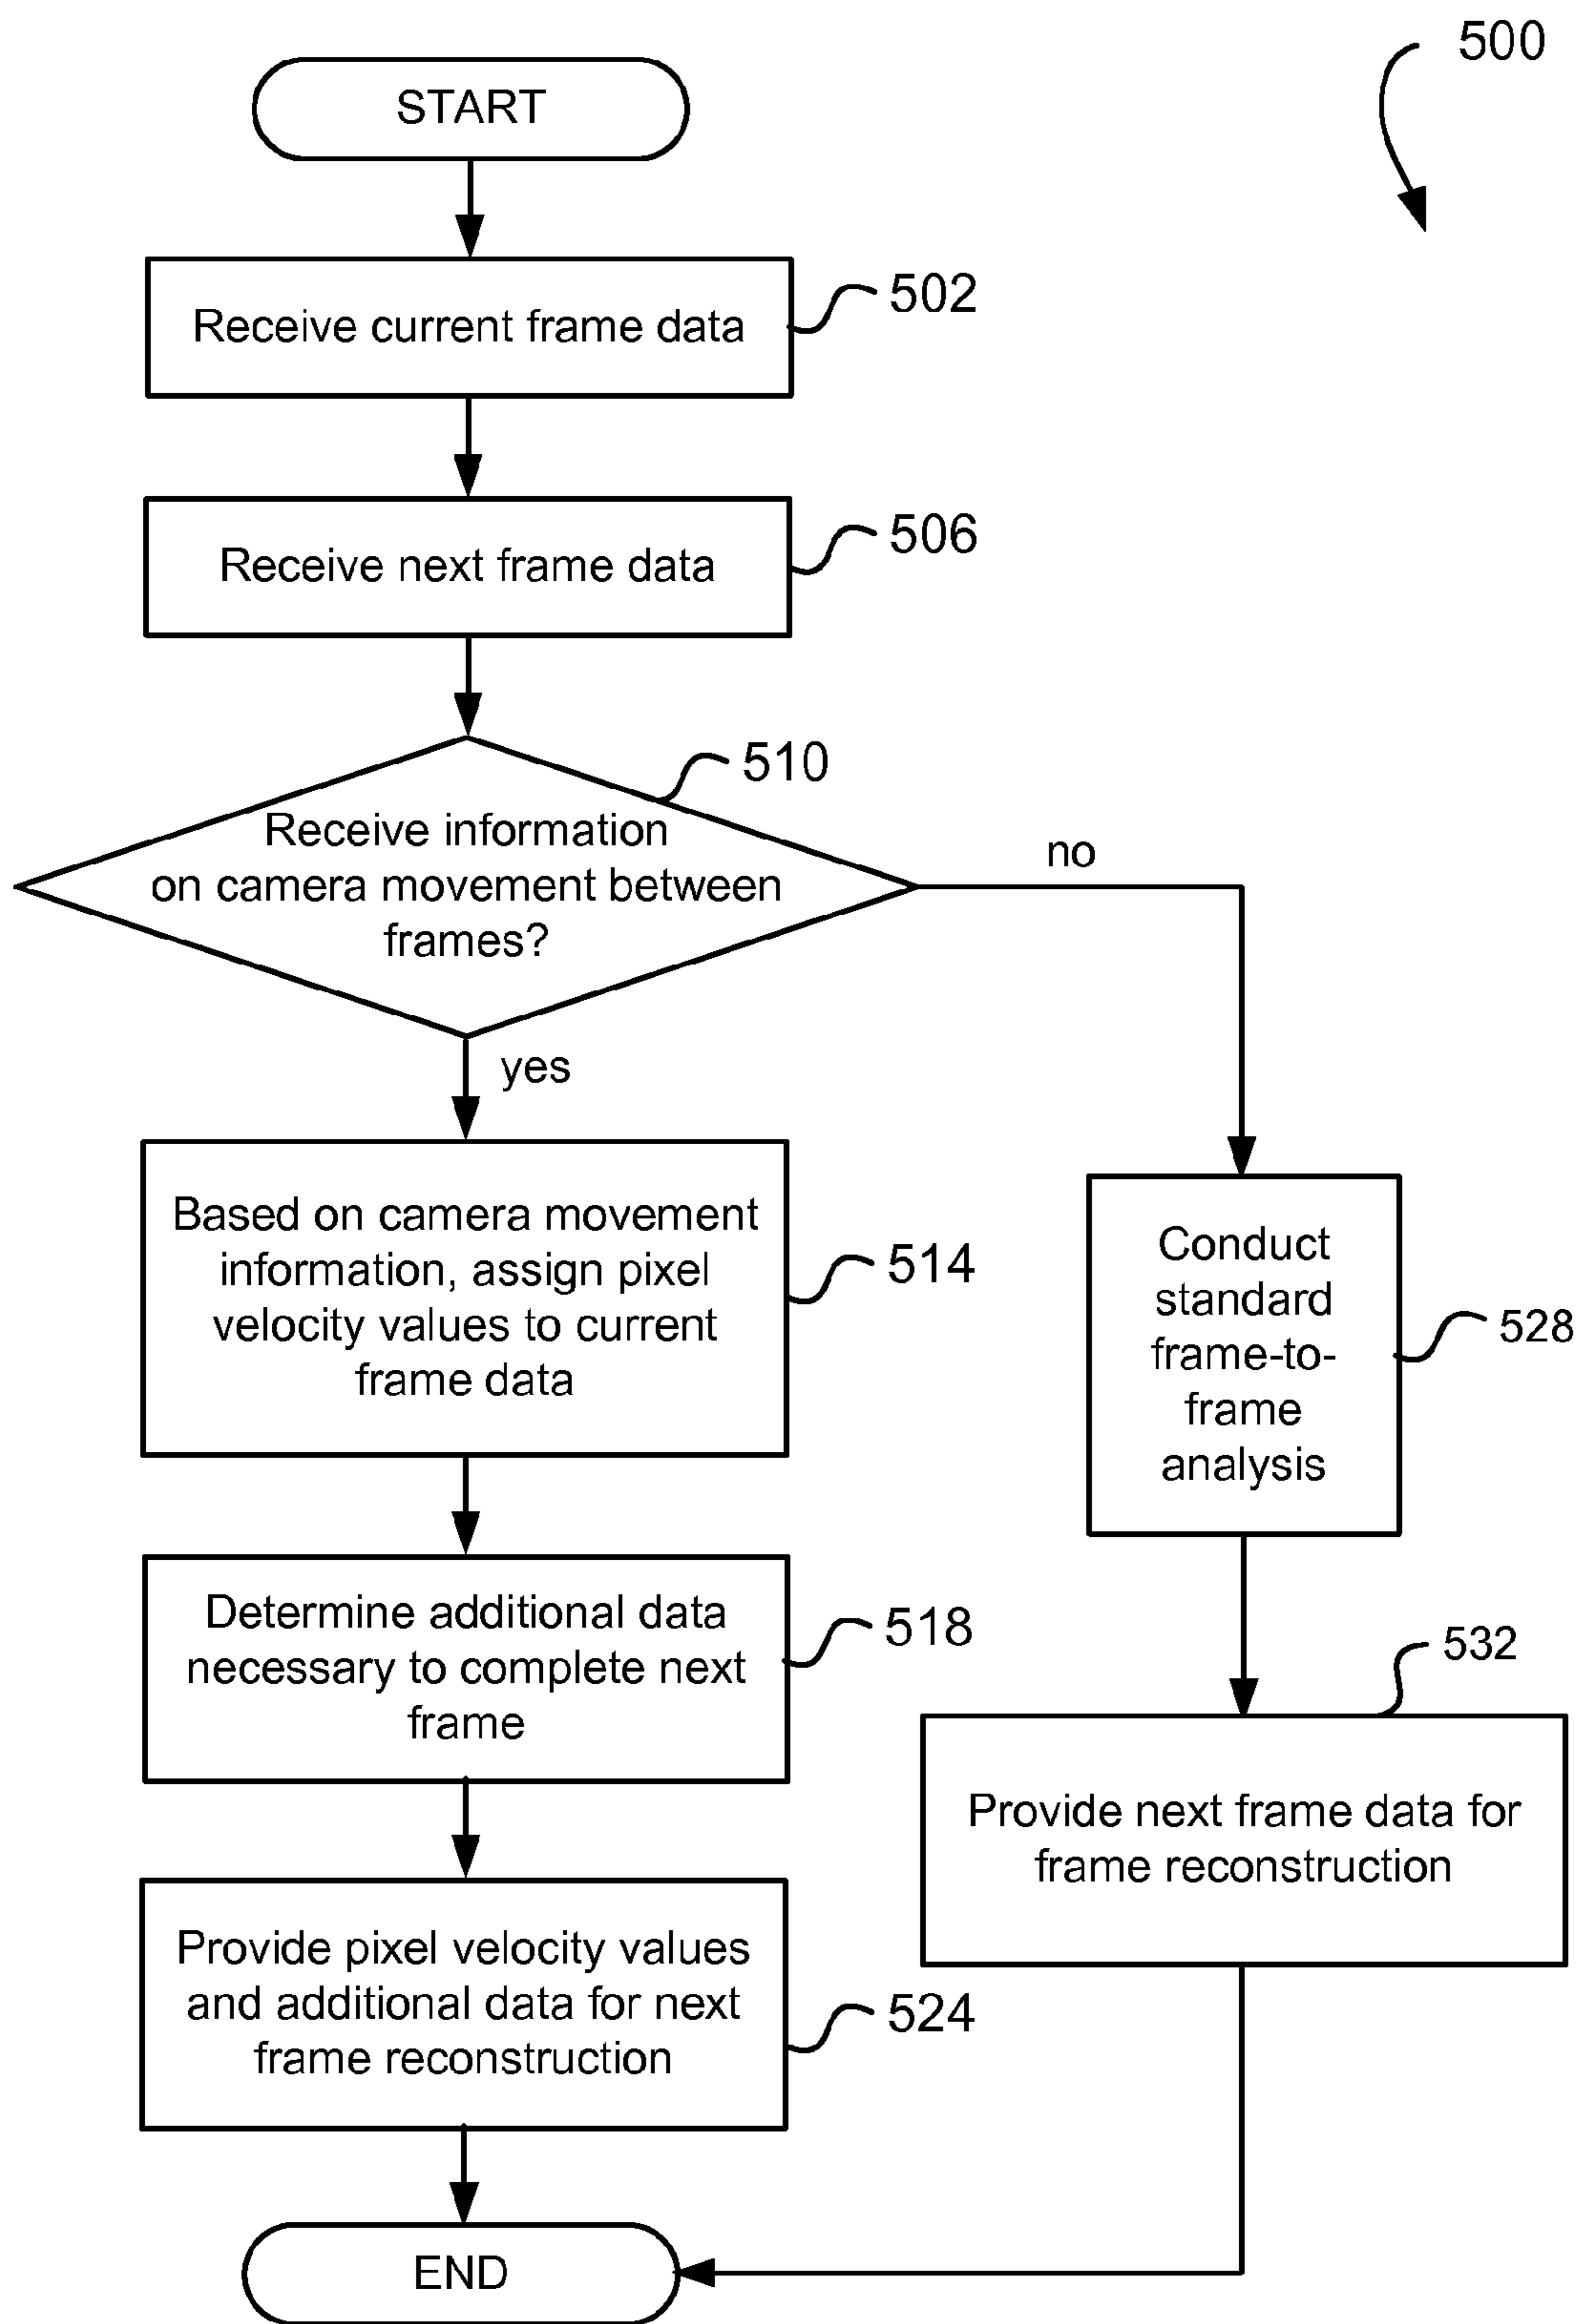 500
START
Receive current frame data
502
Receive next frame data
506
510
Receive information
on camera movement between
frames?
no
yes
Based on camera movement
information, assign pixel
velocity values to current
frame data
514
Conduct
standard
frame-to-
frame
analysis
528
Determine additional data
necessary to complete next
frame
518
532
Provide next frame data for
frame reconstruction
Provide pixel velocity values
and additional data for next
frame reconstruction
524
END